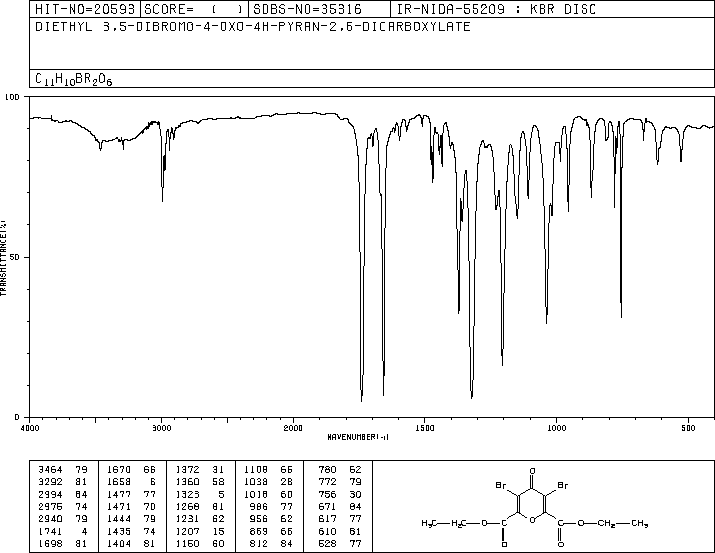 HIT-NO=20593 SCORE= ( ) SDBS-NO=35316 IR-NIDA-55209 : KBR DISC
DIETHYL 3,5-DIBROMO-4-OXO-4H-PYRAN-2,6-DICARBOXYLATE
C11H10BR2O6
100
50
0
TRANSMITTANCE(%)
4000 3000 2000 1500 1000 500
WAVENUMBER(-1)
3464 79 1670 66 1372 31 1108 66 780 62
3292 81 1658 6 1360 58 1038 28 772 79
2994 64 1477 77 1323 5 1018 60 756 30
2976 74 1471 70 1268 81 986 77 671 84
2940 79 1444 79 1231 62 956 62 617 77
1741 4 1435 74 1207 15 869 66 610 81
1698 81 1404 81 1150 60 812 84 528 77
O
Br Br
H3C—H2C—O O O—CH2—CH3
O O